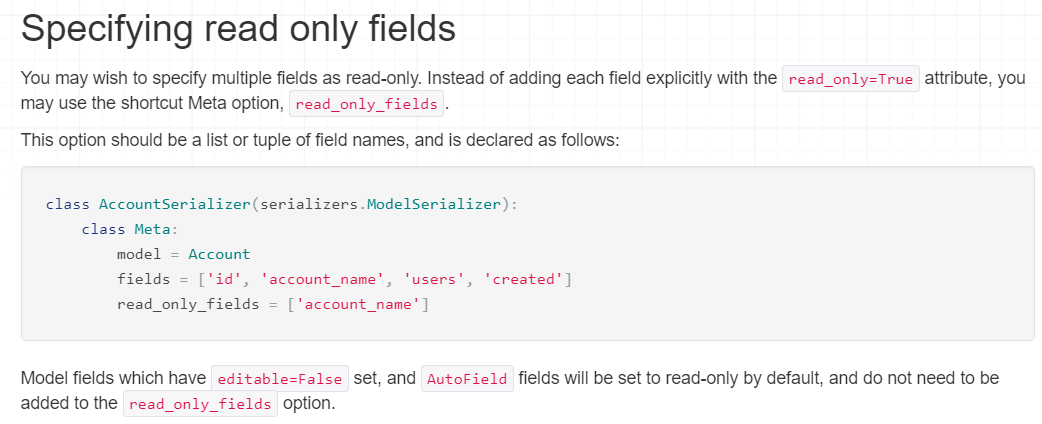 Specifying read only fields
You may wish to specify multiple fields as read-only. Instead of adding each field explicitly with the read_only=True attribute, you
may use the shortcut Meta option, read_only_fields .
This option should be a list or tuple of field names, and is declared as follows:
class AccountSerializer(serializers.ModelSerializer):
    class Meta:
        model = Account
        fields = ['id', 'account_name', 'users', 'created']
        read_only_fields = ['account_name']
Model fields which have editable=False set, and AutoField fields will be set to read-only by default, and do not need to be
added to the read_only_fields option.